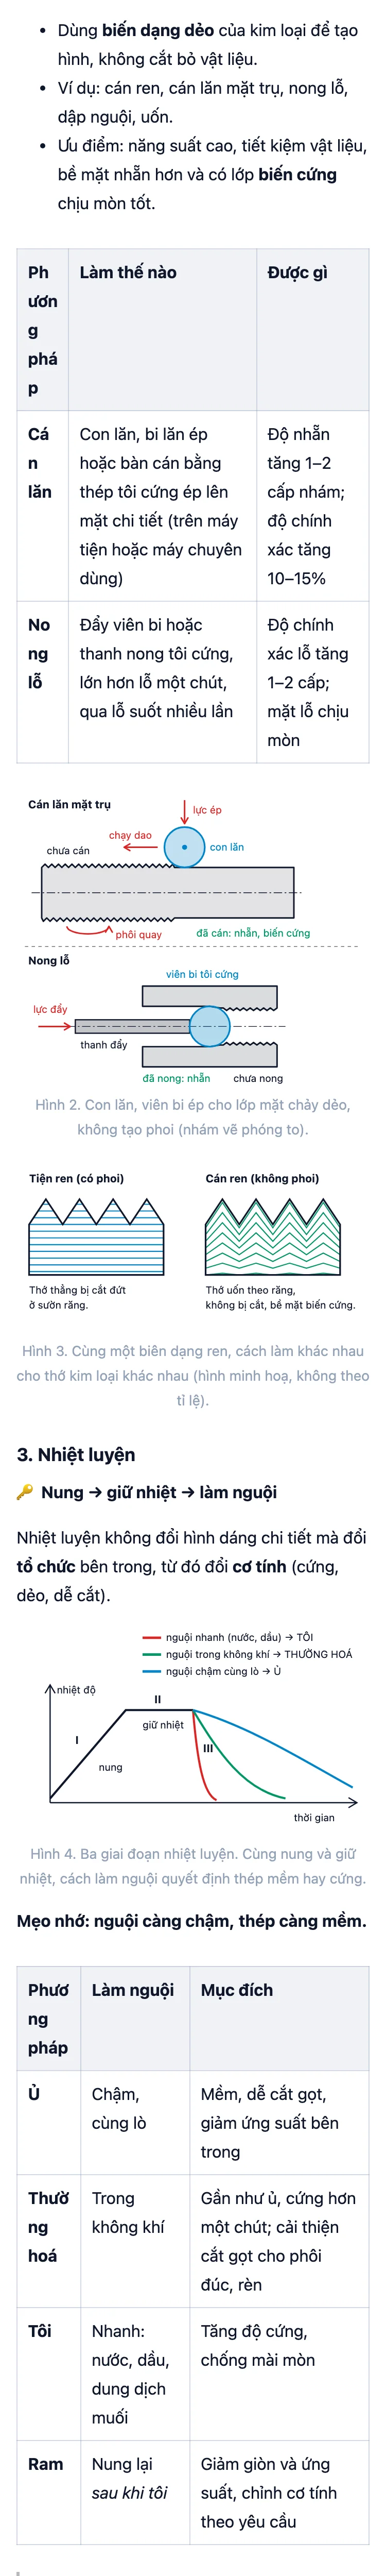 • Dùng biến dạng dẻo của kim loại để tạo
hình, không cắt bỏ vật liệu.
• Ví dụ: cán ren, cán lăn mặt trụ, nong lỗ,
dập nguội, uốn.
• Ưu điểm: năng suất cao, tiết kiệm vật liệu,
bề mặt nhẵn hơn và có lớp biến cứng
chịu mòn tốt.
Ph
ươn
g
phá
p
Làm thế nào
Được gì
Cá
n
lăn
Con lăn, bi lăn ép
hoặc bàn cán bằng
thép tôi cứng ép lên
mặt chi tiết (trên máy
tiện hoặc máy chuyên
dùng)
Độ nhẵn
tăng 1–2
cấp nhám;
độ chính
xác tăng
10–15%
No
ng
lỗ
Đẩy viên bi hoặc
thanh nong tôi cứng,
lớn hơn lỗ một chút,
qua lỗ suốt nhiều lần
Độ chính
xác lỗ tăng
1–2 cấp;
mặt lỗ chịu
mòn
Cán lăn mặt trụ
lực ép
chạy dao
chưa cán
con lăn
phôi quay
đã cán: nhẵn, biến cứng
Nong lỗ
viên bi tôi cứng
lực đẩy
thanh đẩy
đã nong: nhẵn
chưa nong
Hình 2. Con lăn, viên bi ép cho lớp mặt chảy dẻo,
không tạo phoi (nhám vẽ phóng to).
Tiện ren (có phoi)
Cán ren (không phoi)
Thớ thẳng bị cắt đứt
ở sườn răng.
Thớ uốn theo răng,
không bị cắt, bề mặt biến cứng.
Hình 3. Cùng một biên dạng ren, cách làm khác nhau
cho thớ kim loại khác nhau (hình minh hoạ, không theo
tỉ lệ).
3. Nhiệt luyện
🔑 Nung → giữ nhiệt → làm nguội
Nhiệt luyện không đổi hình dáng chi tiết mà đổi
tổ chức bên trong, từ đó đổi cơ tính (cứng,
dẻo, dễ cắt).
nguội nhanh (nước, dầu) → TÔI
nguội trong không khí → THƯỜNG HOÁ
nguội chậm cùng lò → Ủ
nhiệt độ
II
giữ nhiệt
I
III
nung
thời gian
Hình 4. Ba giai đoạn nhiệt luyện. Cùng nung và giữ
nhiệt, cách làm nguội quyết định thép mềm hay cứng.
Mẹo nhớ: nguội càng chậm, thép càng mềm.
Phươ
ng
pháp
Làm nguội
Mục đích
Ủ
Chậm,
cùng lò
Mềm, dễ cắt gọt,
giảm ứng suất bên
trong
Thườ
ng
hoá
Trong
không khí
Gần như ủ, cứng hơn
một chút; cải thiện
cắt gọt cho phôi
đúc, rèn
Tôi
Nhanh:
nước, dầu,
dung dịch
muối
Tăng độ cứng,
chống mài mòn
Ram
Nung lại
sau khi tôi
Giảm giòn và ứng
suất, chỉnh cơ tính
theo yêu cầu